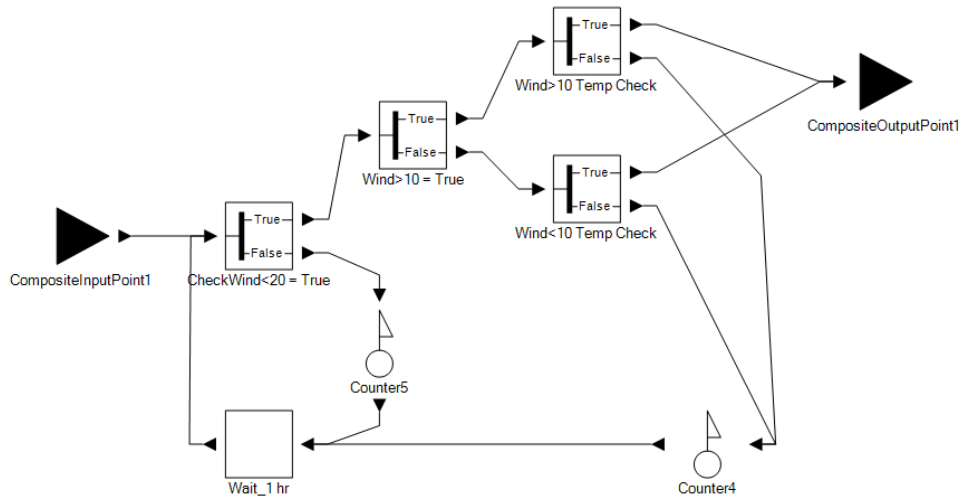 True
False
Wind>10 Temp Check
CompositeOutputPoint1
True
False
Wind>10 = True
True
False
Wind<10 Temp Check
True
False
CompositeInputPoint1
CheckWind<20 = True
Counter5
Wait_1 hr
Counter4